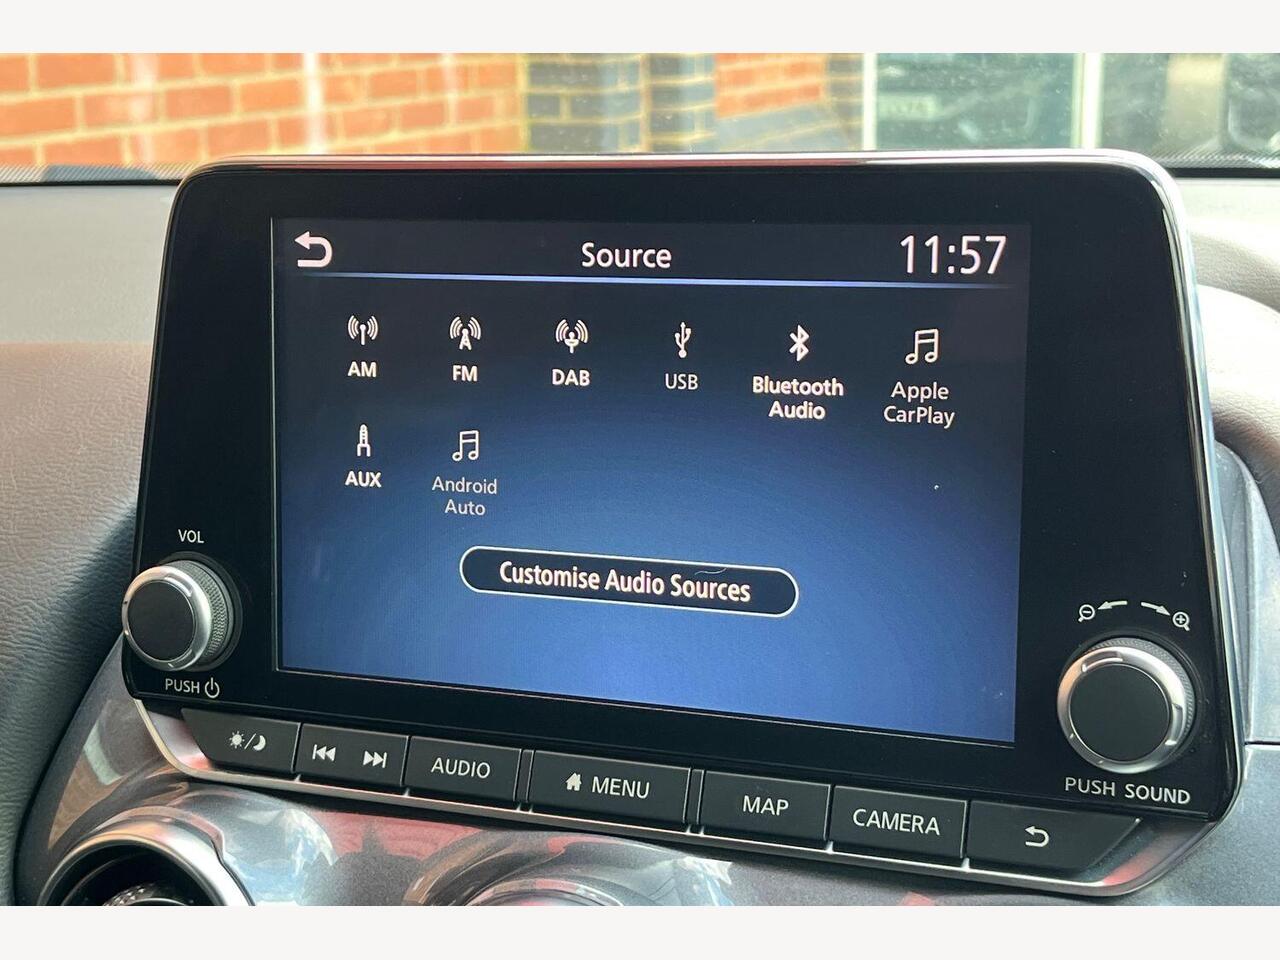 Source
11:57
AM
FM
DAB
USB
Bluetooth
Audio
Apple
CarPlay
AUX
Android
Auto
Customise Audio Sources
VOL
PUSH
PUSH SOUND
AUDIO
MENU
MAP
CAMERA